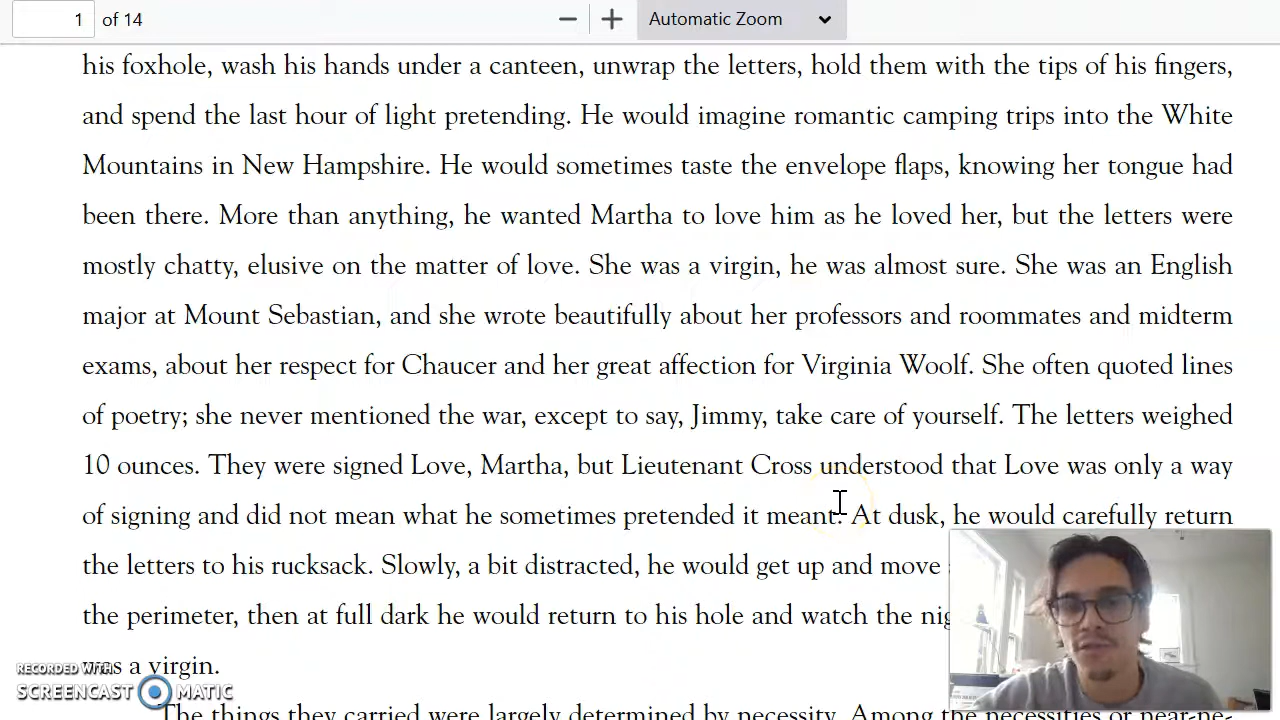 1 of 14 Automatic Zoom
his foxhole, wash his hands under a canteen, unwrap the letters, hold them with the tips of his fingers,
and spend the last hour of light pretending. He would imagine romantic camping trips into the White
Mountains in New Hampshire. He would sometimes taste the envelope flaps, knowing her tongue had
been there. More than anything, he wanted Martha to love him as he loved her, but the letters were
mostly chatty, elusive on the matter of love. She was a virgin, he was almost sure. She was an English
major at Mount Sebastian, and she wrote beautifully about her professors and roommates and midterm
exams, about her respect for Chaucer and her great affection for Virginia Woolf. She often quoted lines
of poetry; she never mentioned the war, except to say, Jimmy, take care of yourself. The letters weighed
10 ounces. They were signed Love, Martha, but Lieutenant Cross understood that Love was only a way
of signing and did not mean what he sometimes pretended it meant. At dusk, he would carefully return
the letters to his rucksack. Slowly, a bit distracted, he would get up and move
the perimeter, then at full dark he would return to his hole and watch the
was a virgin.
RECORDED WITH
SCREENCAST MATIC
The things they carried were largely determined by necessity. Among the necessities or near-ne-